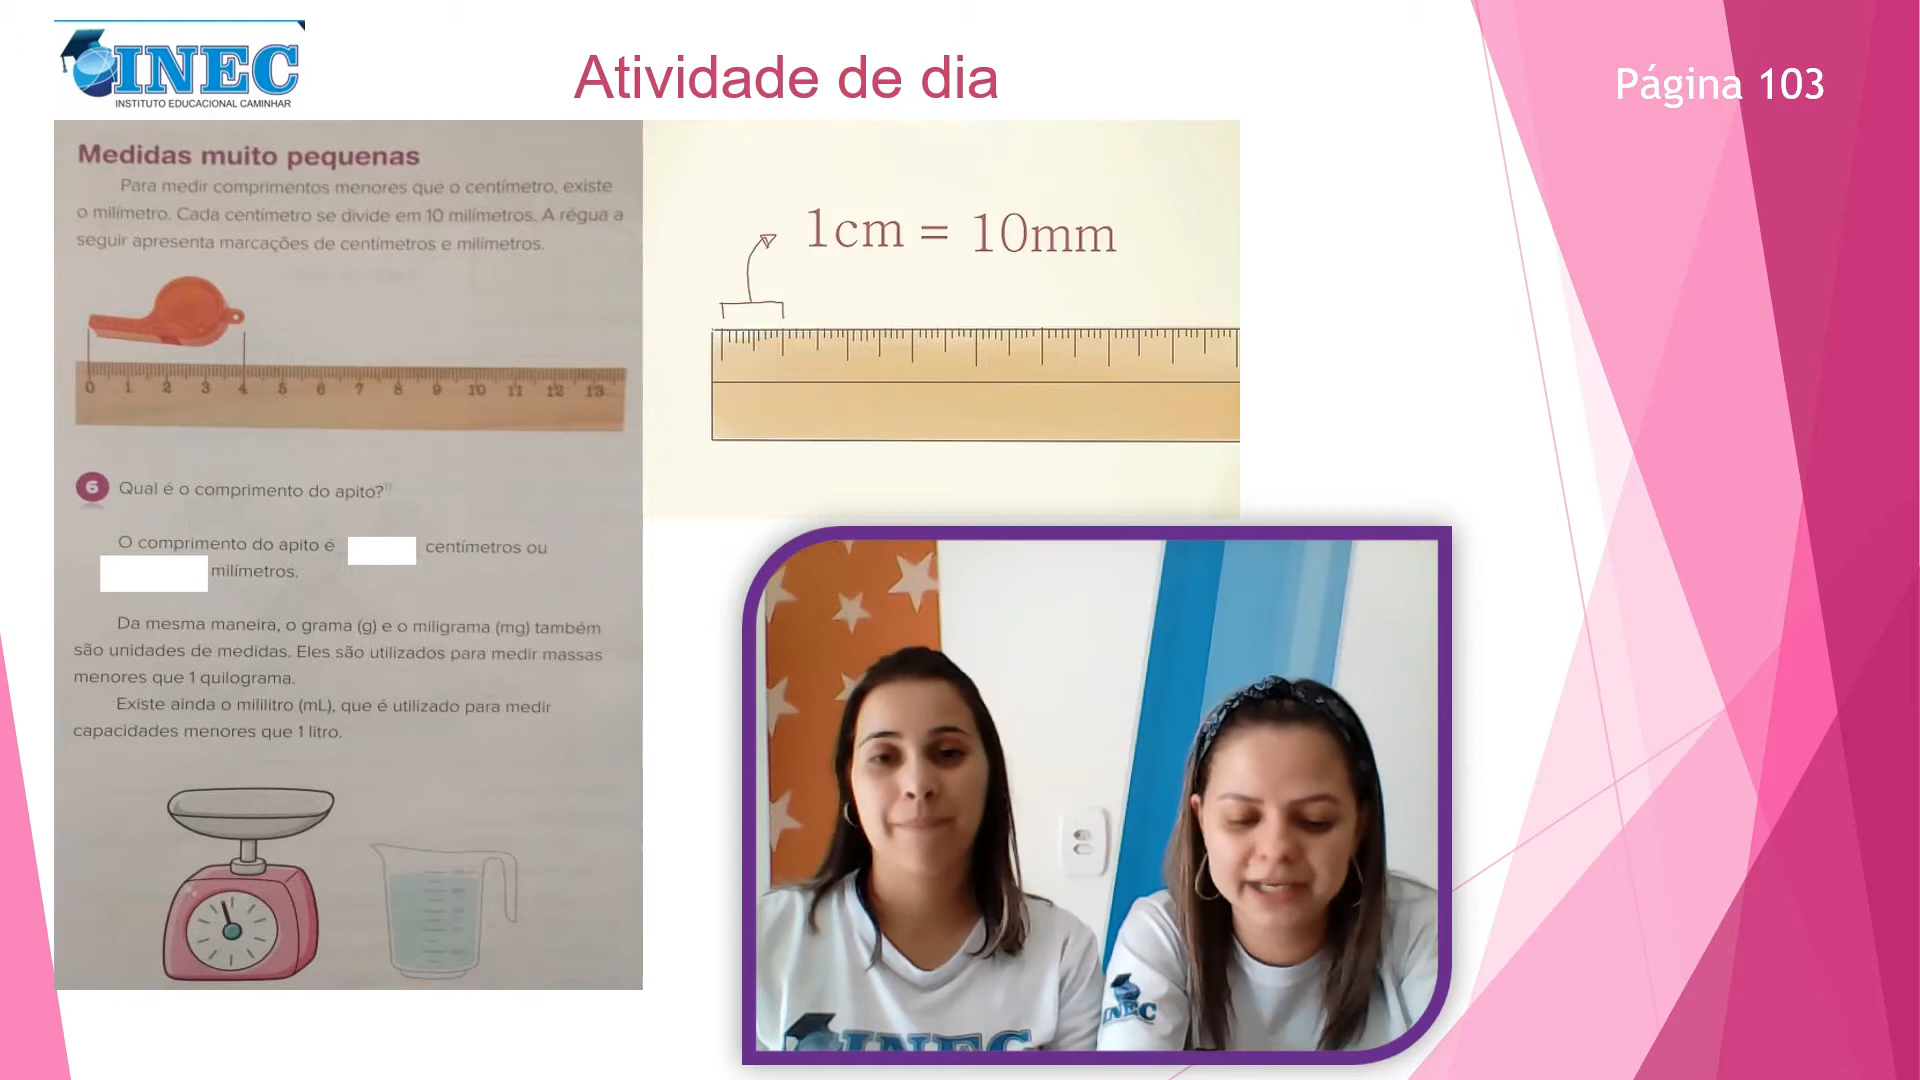 INEC
INSTITUTO EDUCACIONAL CAMINHAR
Atividade de dia
Página 103
Medidas muito pequenas
Para medir comprimentos menores que o centímetro, existe
o milímetro. Cada centímetro se divide em 10 milímetros. A régua a
seguir apresenta marcações de centímetros e milímetros.
0 1 2 3 4 5 6 7 8 9 10 11 12 13
1cm = 10mm
6 Qual é o comprimento do apito?
O comprimento do apito é centímetros ou
milímetros.
Da mesma maneira, o grama (g) e o miligrama (mg) também
são unidades de medidas. Eles são utilizados para medir massas
menores que 1 quilograma.
Existe ainda o mililitro (mL), que é utilizado para medir
capacidades menores que 1 litro.
INEC
INEC